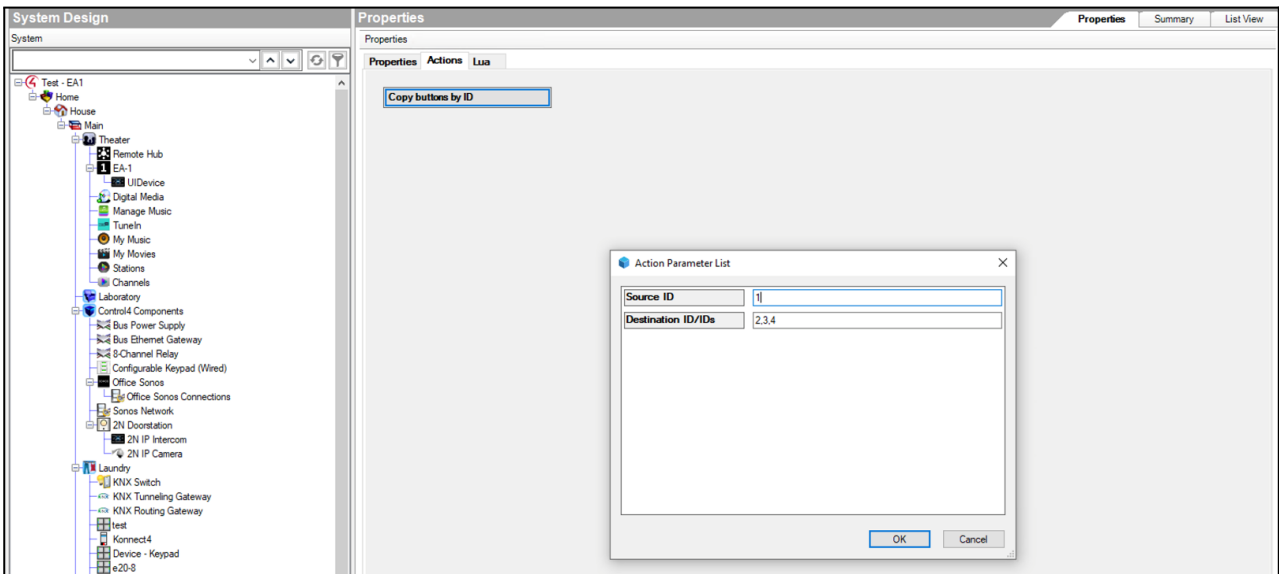 System Design
System
Test - EA1
Home
House
Main
Theater
Remote Hub
EA-1
UIDevice
Digital Media
Manage Music
TuneIn
My Music
My Movies
Stations
Channels
Laboratory
Control4 Components
Bus Power Supply
Bus Ethernet Gateway
8-Channel Relay
Configurable Keypad (Wired)
Office Sonos
Office Sonos Connections
Sonos Network
2N Doorstation
2N IP Intercom
2N IP Camera
Laundry
KNX Switch
KNX Tunneling Gateway
KNX Routing Gateway
test
Konnect4
Device - Keypad
e20-8
Properties
Properties Summary List View
Properties
Properties Actions Lua
Copy buttons by ID
Action Parameter List
Source ID 1
Destination ID/IDs 2,3,4
OK Cancel